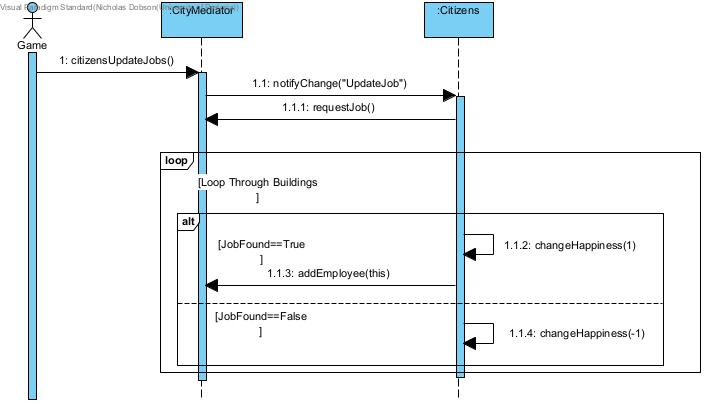 Visual Paradigm Standard(Nicholas Dobson(
:CityMediator
:Citizens
Game
1: citizensUpdateJobs()
1.1: notifyChange("UpdateJob")
1.1.1: requestJob()
loop
[Loop Through Buildings
]
alt
[JobFound==True
]
1.1.2: changeHappiness(1)
1.1.3: addEmployee(this)
[JobFound==False
]
1.1.4: changeHappiness(-1)